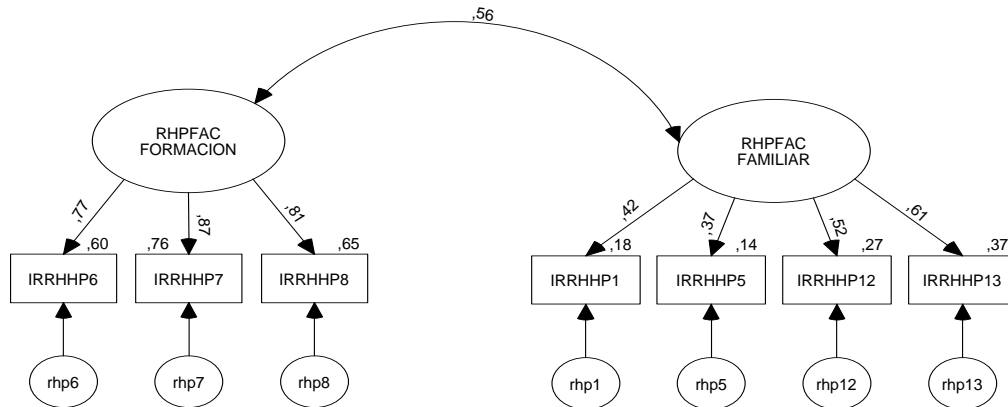 ,56
RHPFAC
FORMACION
RHPFAC
FAMILIAR
,77
,87
,81
,42
,37
,52
,61
,60
,76
,65
,18
,14
,27
,37
IRRHHP6
IRRHHP7
IRRHHP8
IRRHHP1
IRRHHP5
IRRHHP12
IRRHHP13
rhp6
rhp7
rhp8
rhp1
rhp5
rhp12
rhp13